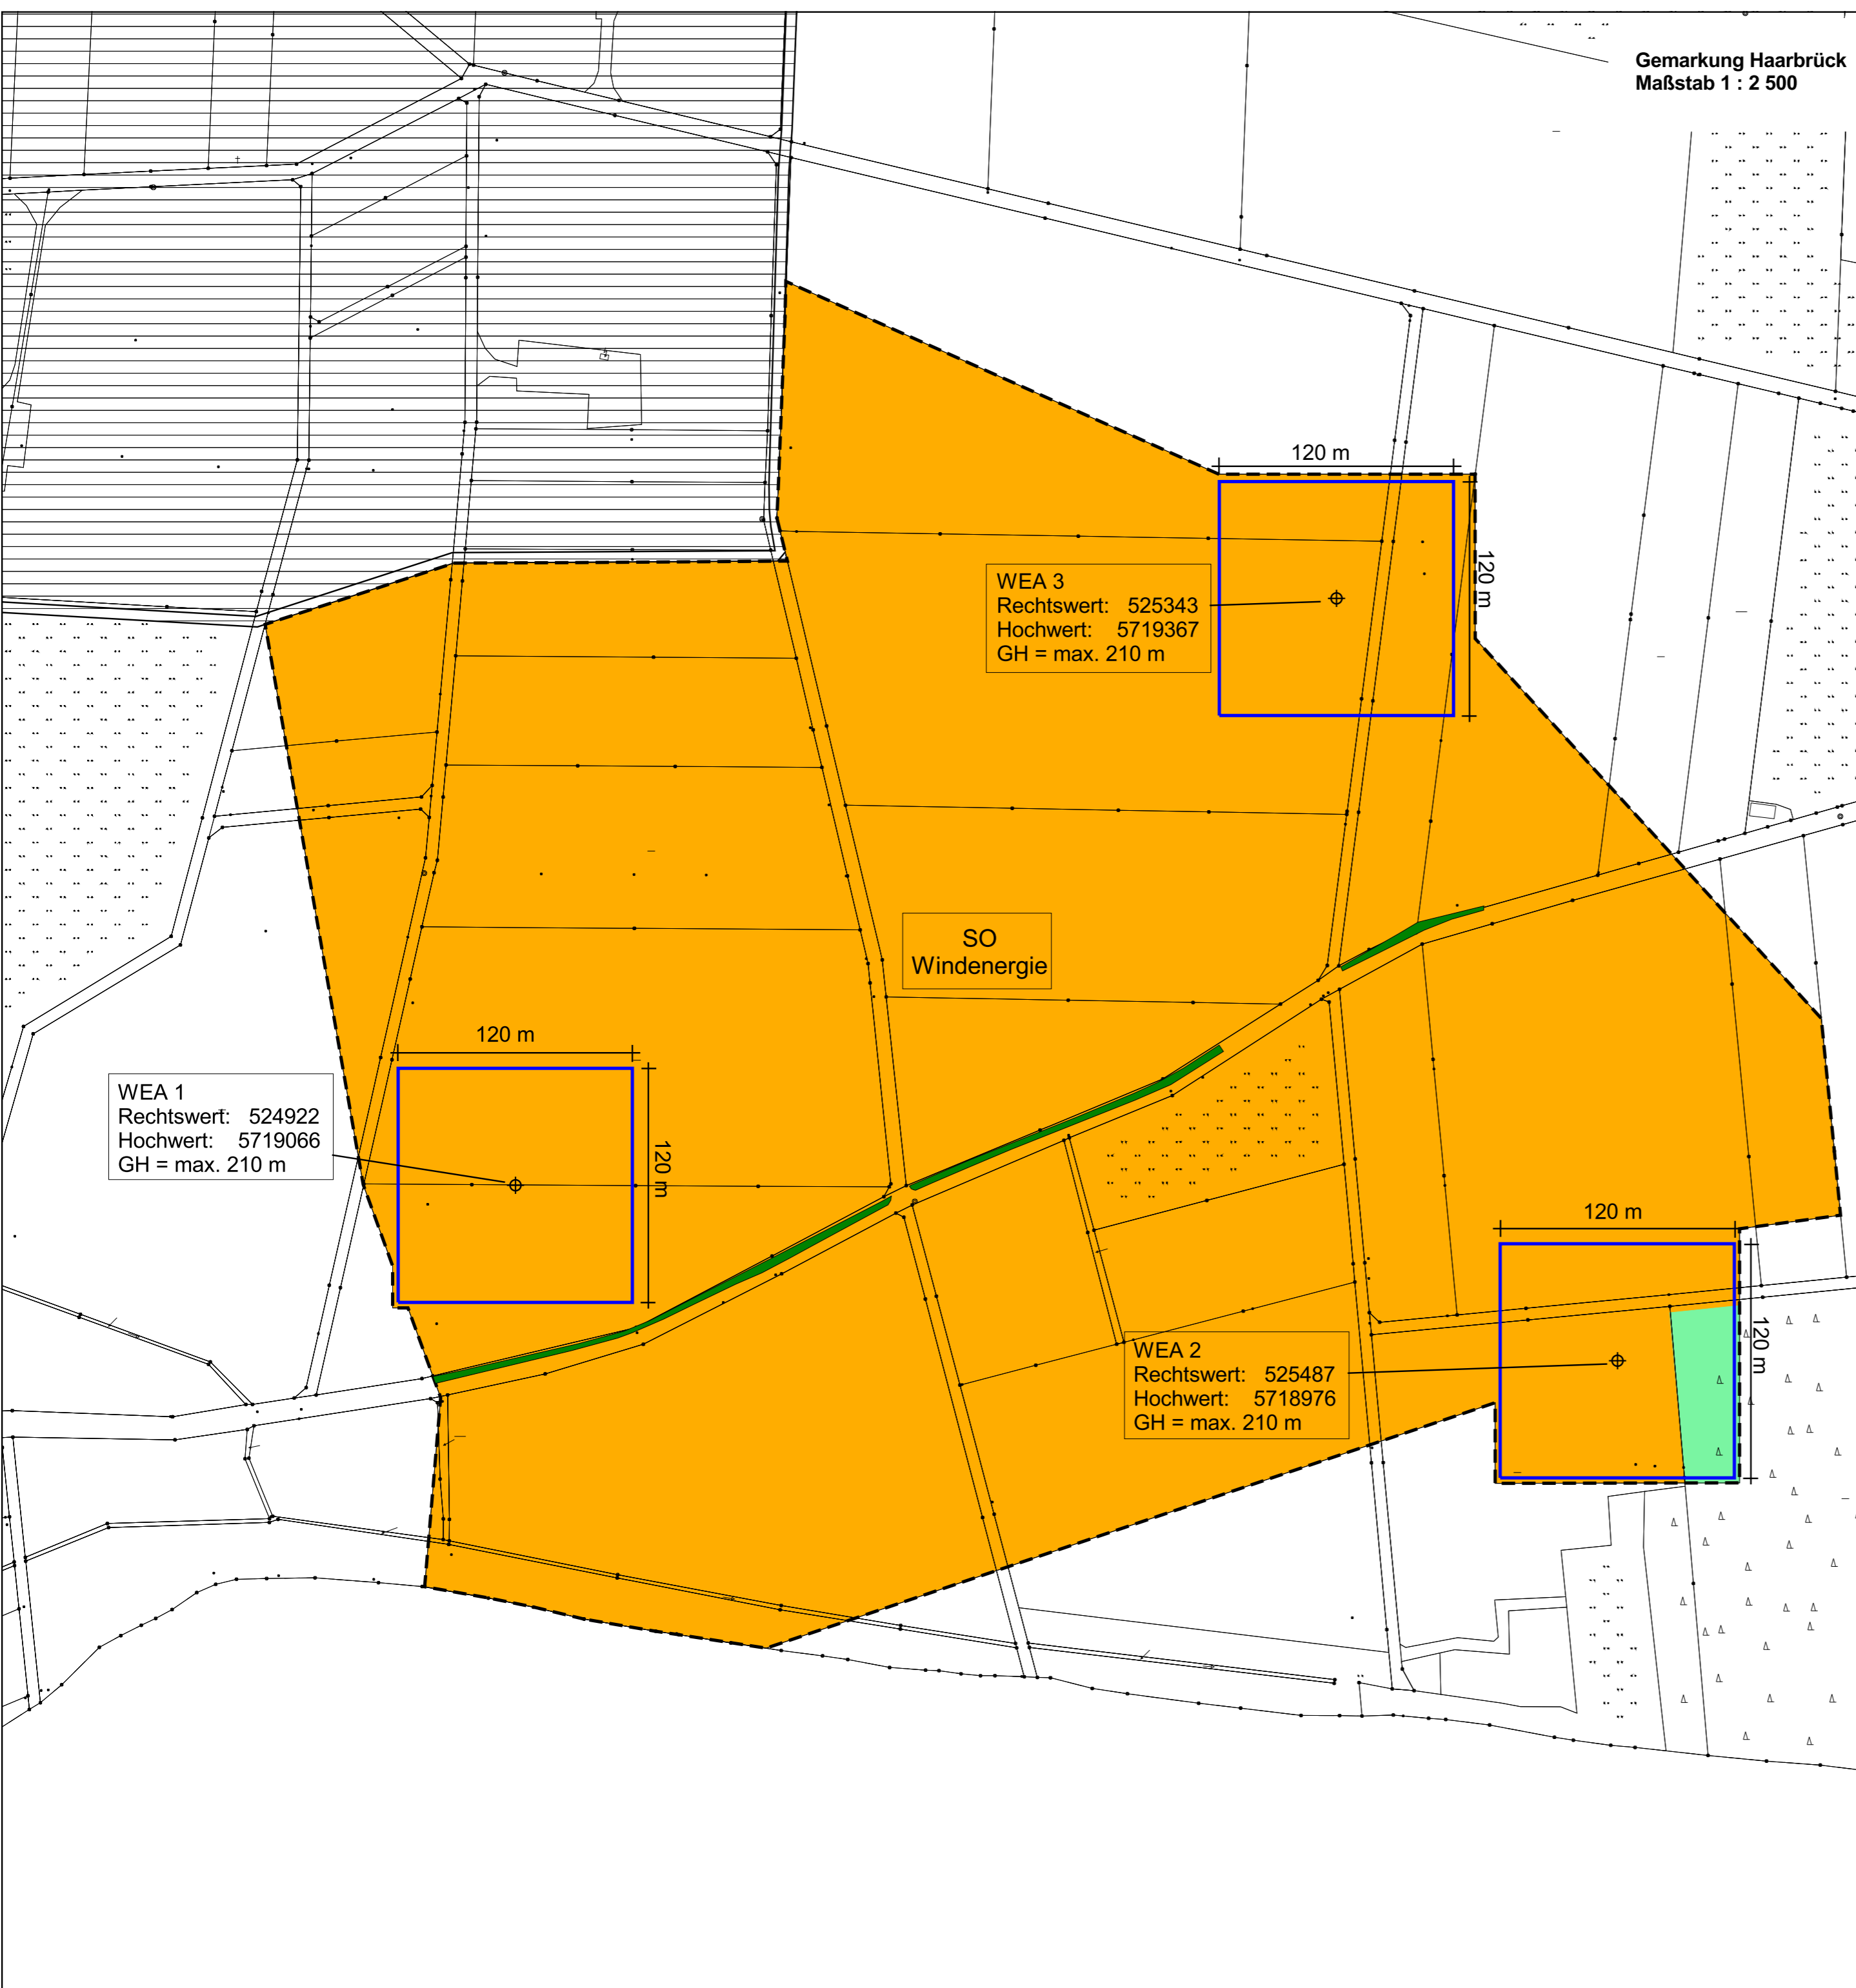 Gemarkung Haarbrück
Maßstab 1 : 2 500
120 m
120 m
WEA 3
Rechtswert: 525343
Hochwert: 5719367
GH = max. 210 m
SO
Windenergie
120 m
120 m
WEA 1
Rechtswert: 524922
Hochwert: 5719066
GH = max. 210 m
120 m
120 m
WEA 2
Rechtswert: 525487
Hochwert: 5718976
GH = max. 210 m